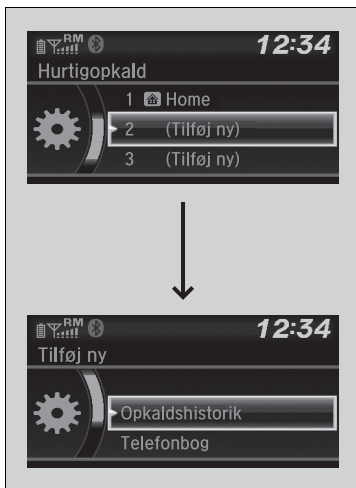 RM 12:34
Hurtigopkald
1 Home
2 (Tilføj ny)
3 (Tilføj ny)
RM 12:34
Tilføj ny
Opkaldshistorik
Telefonbog